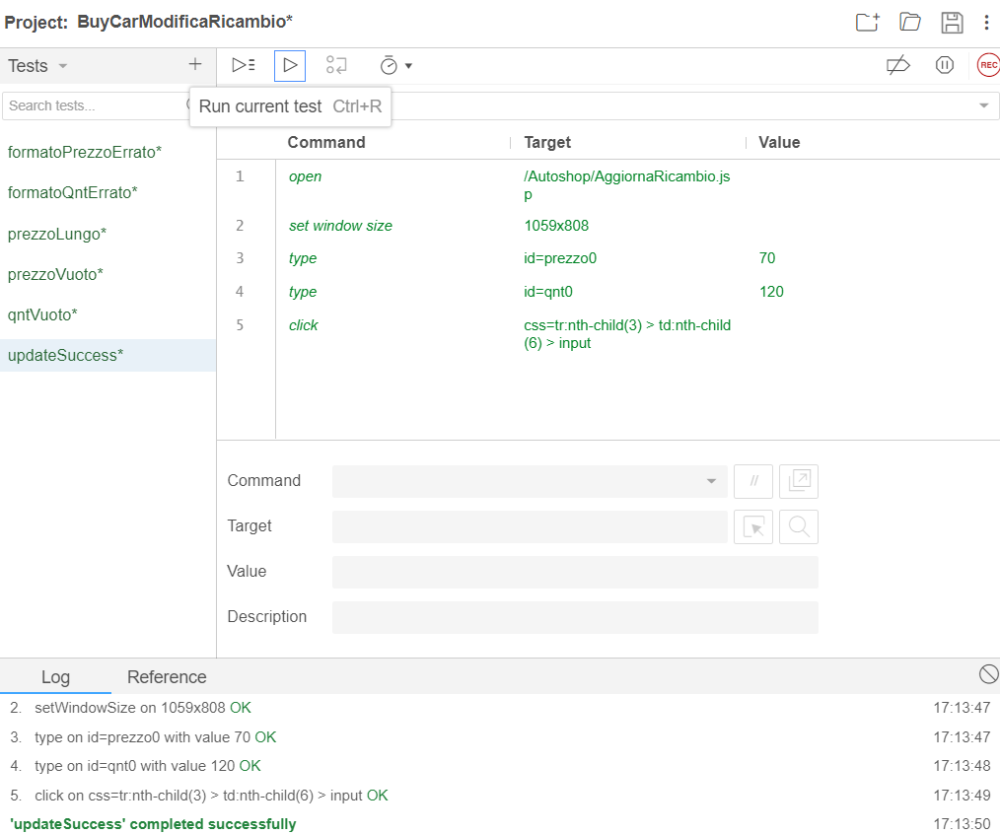 Project: BuyCarModificaRicambio*
Tests
REC
Search tests...
Run current test Ctrl+R
Command Target Value
formatoPrezzoErrato*
formatoQntErrato*
prezzoLungo*
prezzoVuoto*
qntVuoto*
updateSuccess*
1 open /Autoshop/AggiornaRicambio.js
p
2 set window size 1059x808
3 type id=prezzo0 70
4 type id=qnt0 120
5 click css=tr:nth-child(3) > td:nth-child
(6) > input
Command //
Target
Value
Description
Log Reference
2. setWindowSize on 1059x808 OK 17:13:47
3. type on id=prezzo0 with value 70 OK 17:13:47
4. type on id=qnt0 with value 120 OK 17:13:48
5. click on css=tr:nth-child(3) > td:nth-child(6) > input OK 17:13:49
'updateSuccess' completed successfully 17:13:50